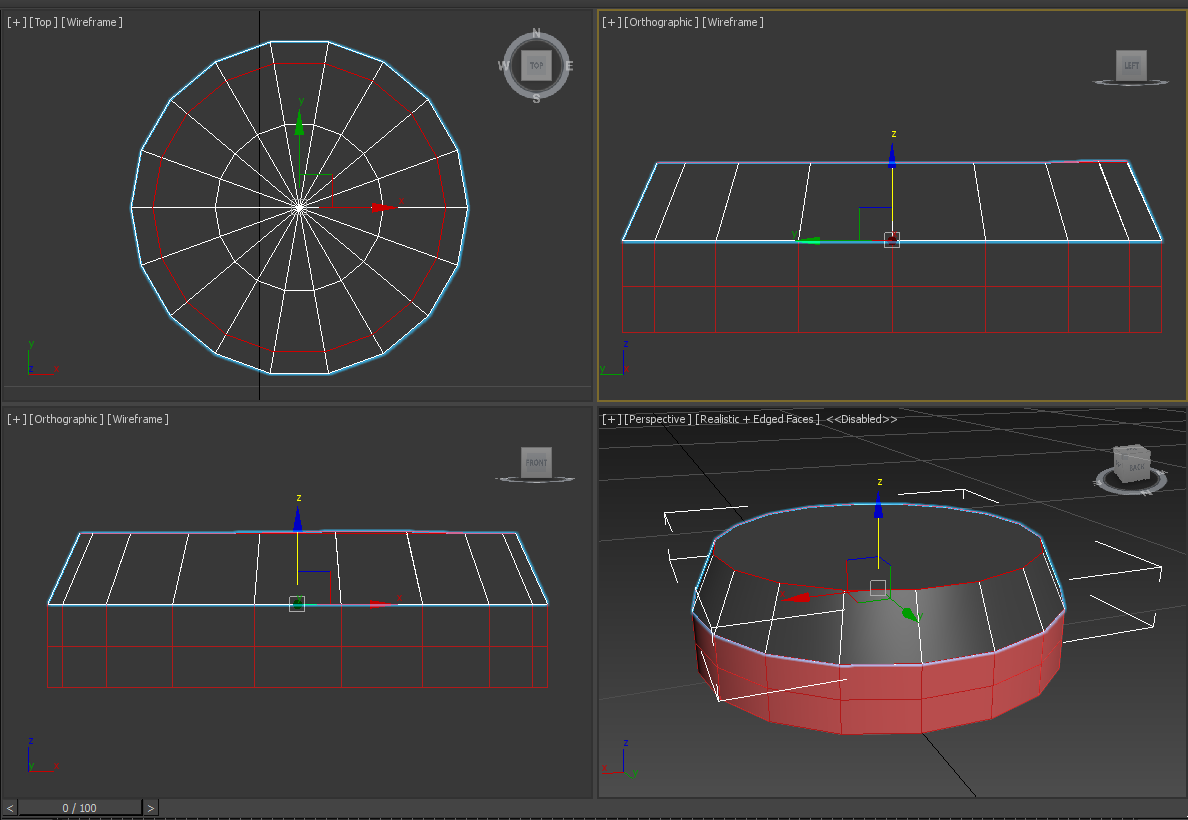 [+] [Top] [Wireframe]
N
W TOP E
S
y
x
y
z x
[+] [Orthographic] [Wireframe]
LEFT
z
y
z
y
[+] [Orthographic] [Wireframe]
FRONT
z
x
z
y x
[+] [Perspective] [Realistic + Edged Faces] <<Disabled>>
BACK
z
z
x y
< 0 / 100 >